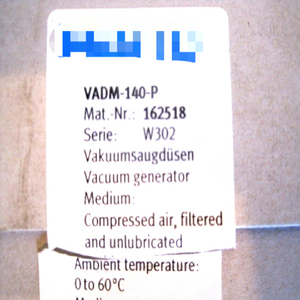 VADM-140-P
Mat.-Nr.: 162518
Serie: W302
Vakuumsaugdüsen
Vacuum generator
Medium:
Compressed air, filtered
and unlubricated
Ambient temperature:
0 to 60°C